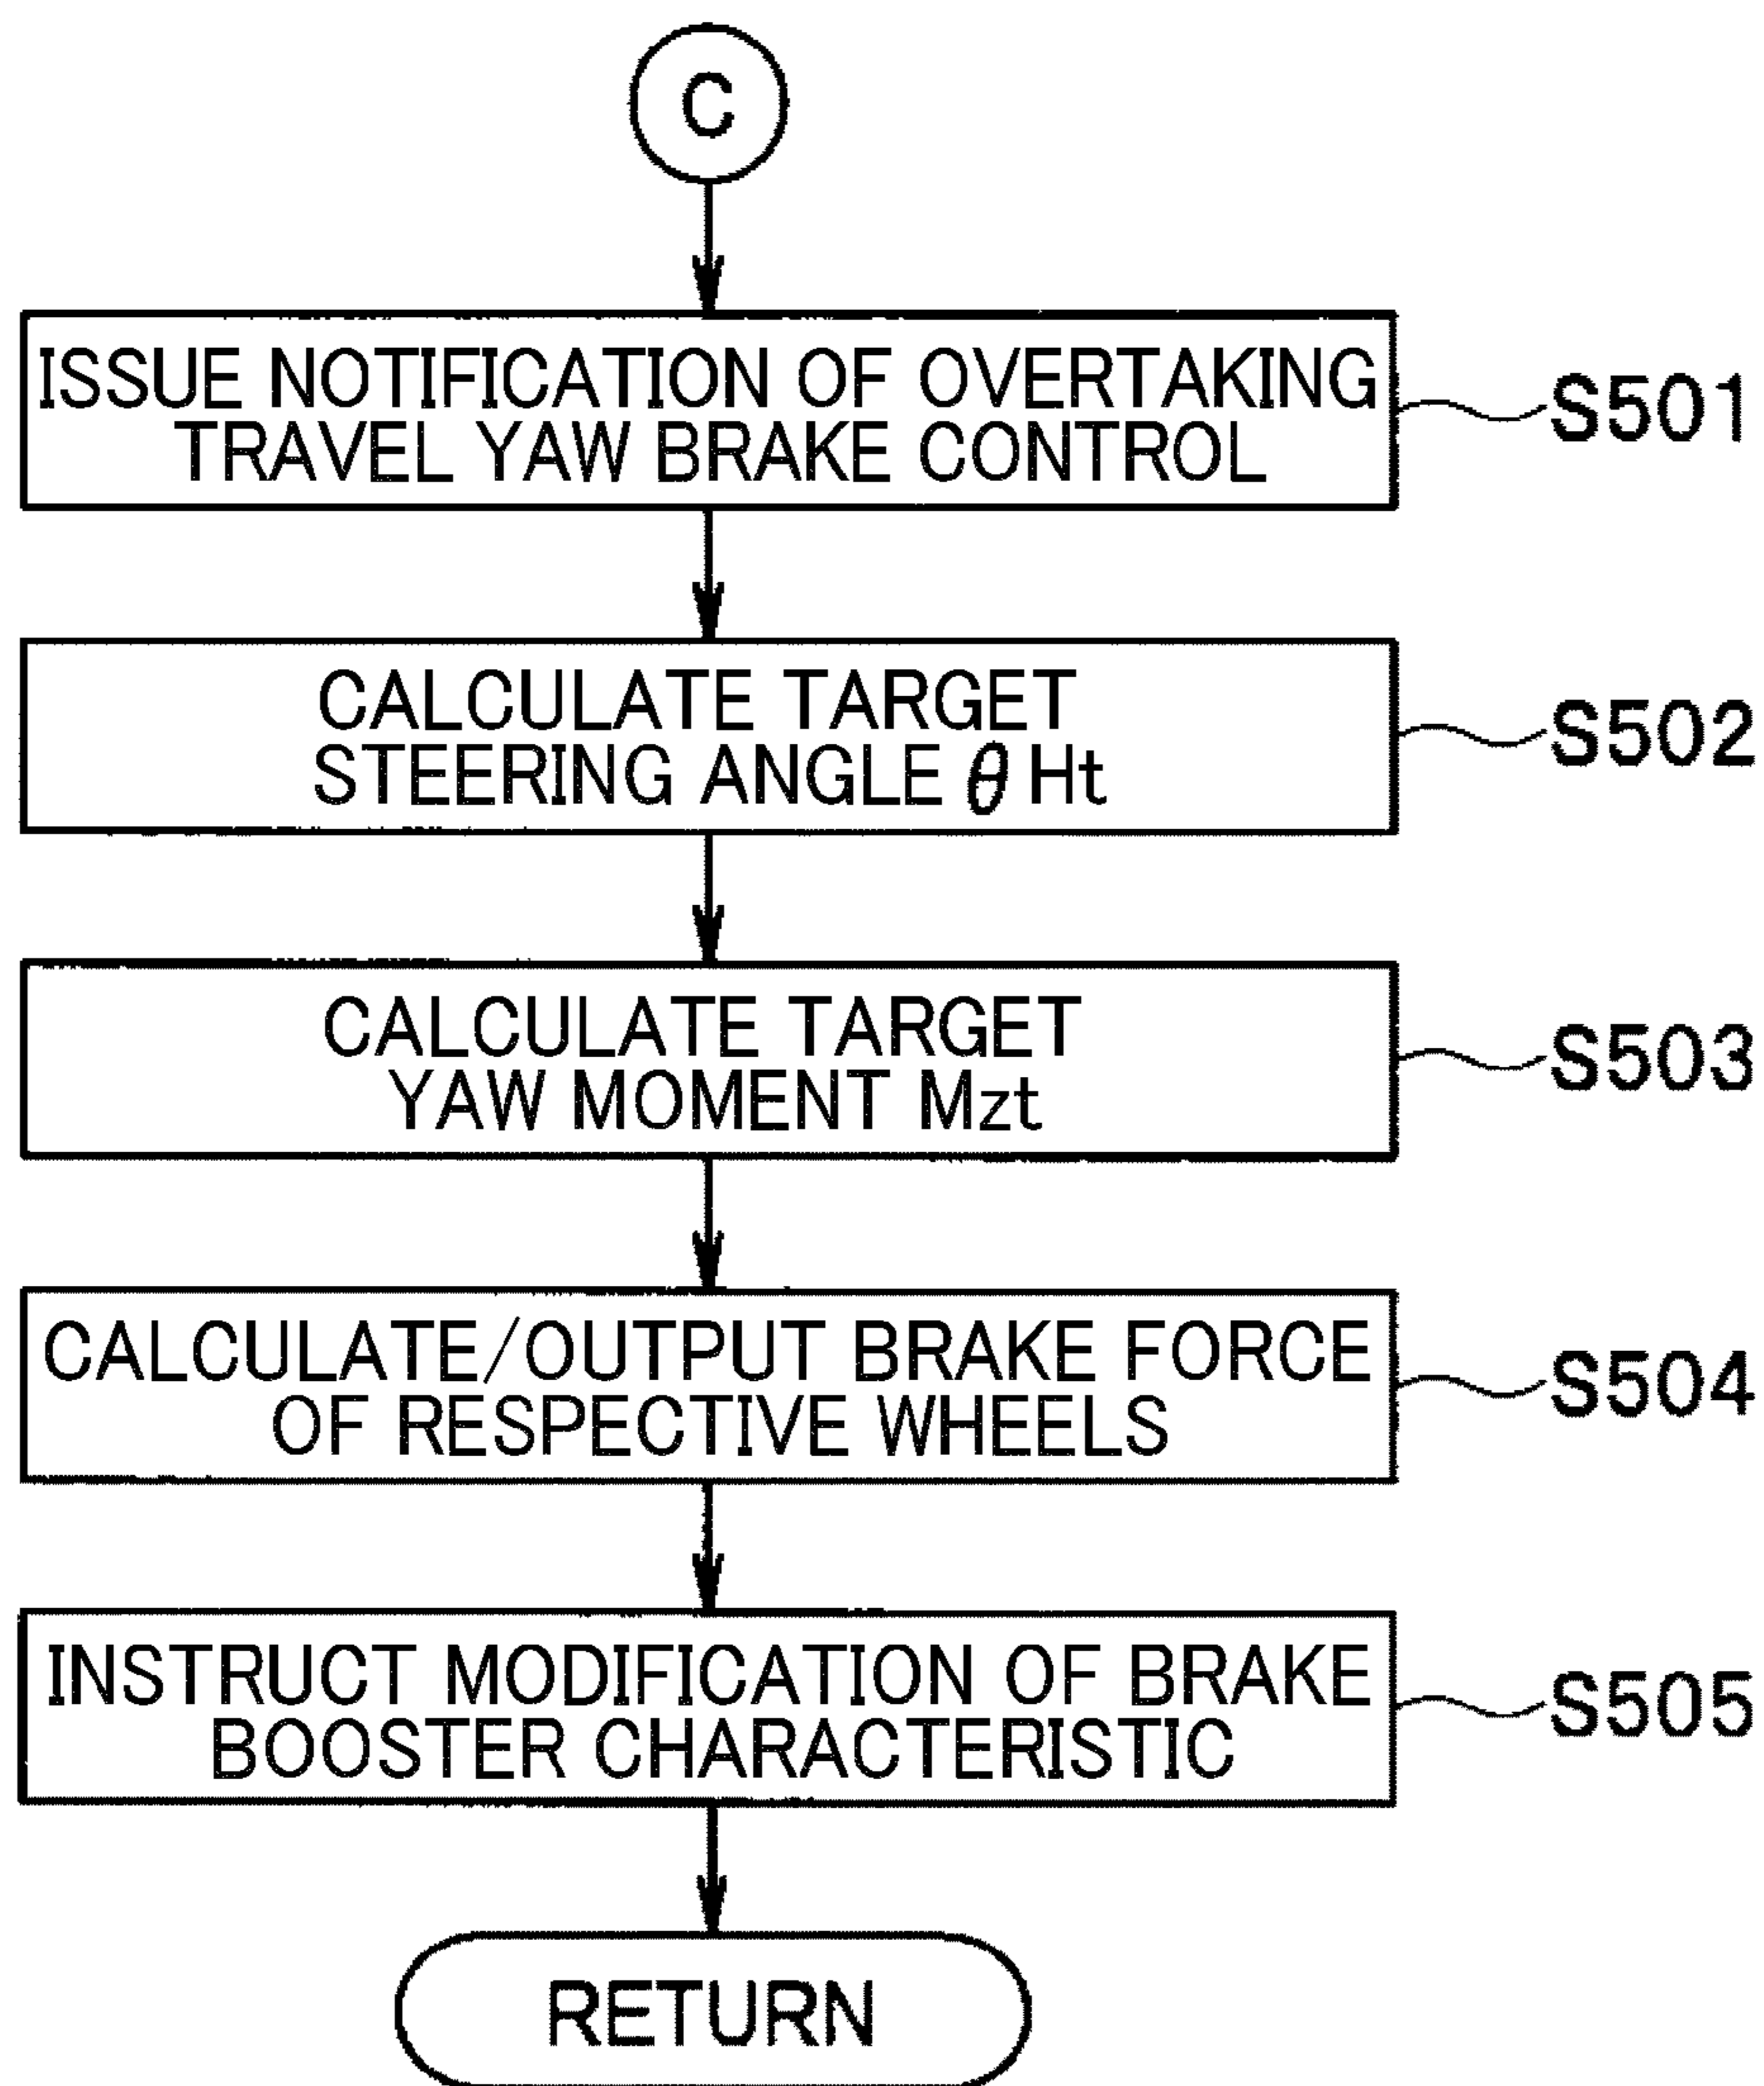 C
ISSUE NOTIFICATION OF OVERTAKING
TRAVEL YAW BRAKE CONTROL
S501
CALCULATE TARGET
STEERING ANGLE θHt
S502
CALCULATE TARGET
YAW MOMENT Mzt
S503
CALCULATE/OUTPUT BRAKE FORCE
OF RESPECTIVE WHEELS
S504
INSTRUCT MODIFICATION OF BRAKE
BOOSTER CHARACTERISTIC
S505
RETURN